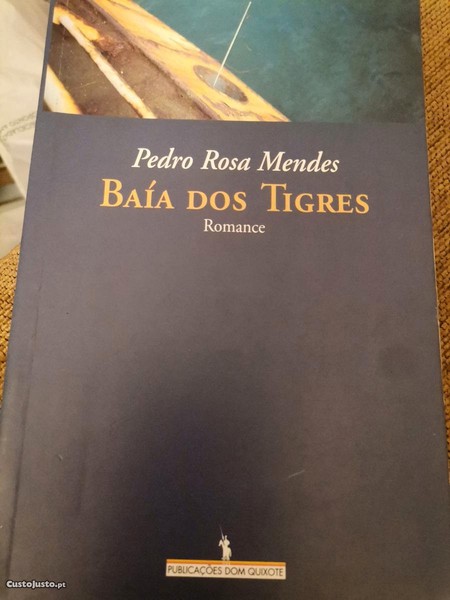 Pedro Rosa Mendes
BAÍA DOS TIGRES
Romance
PUBLICAÇÕES DOM QUIXOTE
CustoJusto.pt